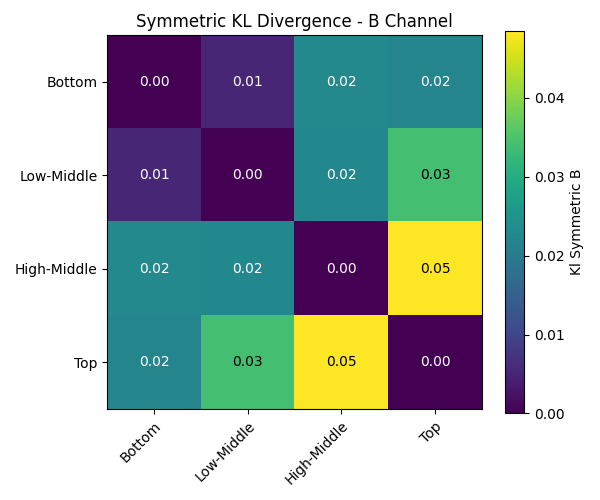 Symmetric KL Divergence - B Channel
Bottom
0.00 0.01 0.02 0.02
Low-Middle
0.01 0.00 0.02 0.03
High-Middle
0.02 0.02 0.00 0.05
Top
0.02 0.03 0.05 0.00
Bottom
Low-Middle
High-Middle
Top
0.04
0.03
0.02
0.01
0.00
Kl Symmetric B